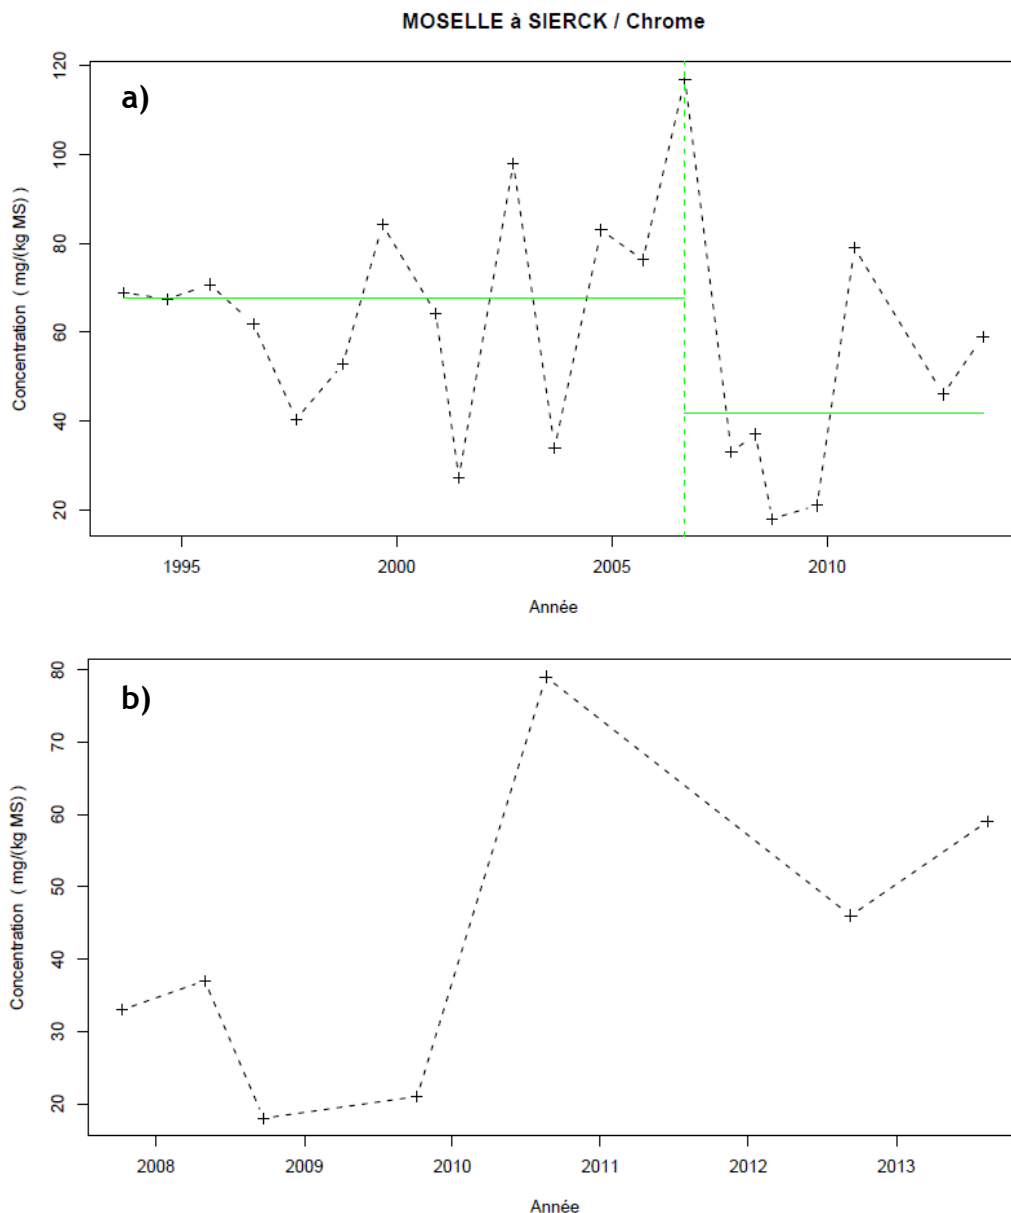 MOSELLE à SIERCK / Chrome
a)
Concentration ( mg/(kg MS) )
120
100
80
60
40
20
1995 2000 2005 2010
Année
b)
Concentration ( mg/(kg MS) )
80
70
60
50
40
30
20
2008 2009 2010 2011 2012 2013
Année